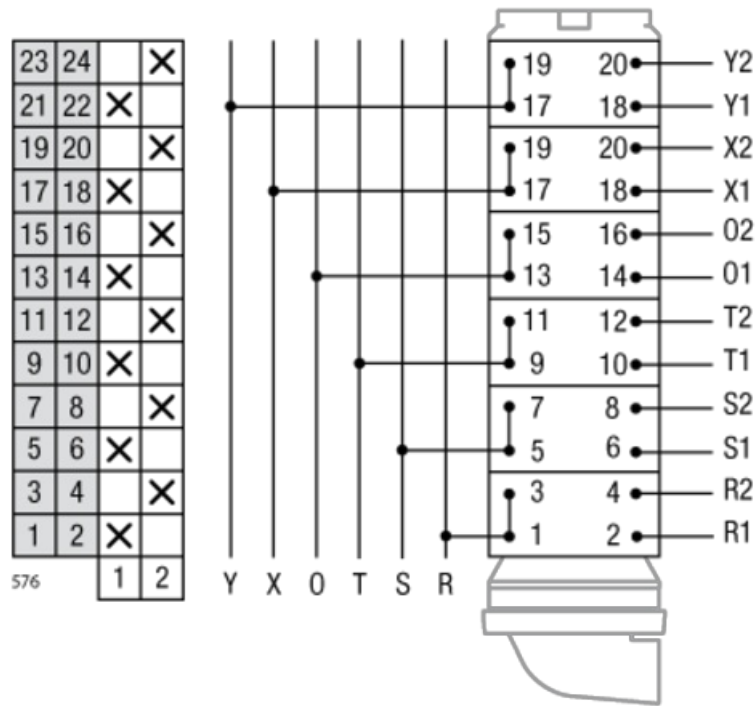 23 24 X 19 20 Y2
21 22 X 17 18 Y1
19 20 X 19 20 X2
17 18 X 17 18 X1
15 16 X 15 16 O2
13 14 X 13 14 O1
11 12 X 11 12 T2
9 10 X 9 10 T1
7 8 X 7 8 S2
5 6 X 5 6 S1
3 4 X 3 4 R2
1 2 X 1 2 R1
576 1 2 Y X O T S R